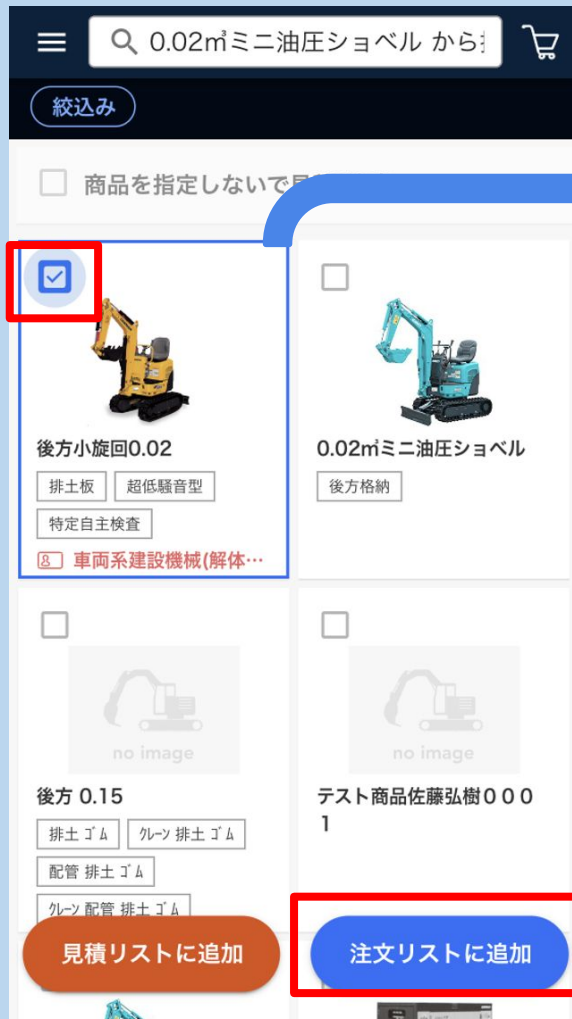 0.02㎥ミニ油圧ショベル から
絞込み
商品を指定しないで
後方小旋回0.02
排土板 超低騒音型
特定自主検査
車両系建設機械(解体…
0.02㎥ミニ油圧ショベル
後方格納
no image
後方 0.15
排土 ｺﾞﾑ ｸﾚｰﾝ 排土 ｺﾞﾑ
配管 排土 ｺﾞﾑ
ｸﾚｰﾝ 配管 排土 ｺﾞﾑ
no image
テスト商品佐藤弘樹０００
１
見積リストに追加
注文リストに追加